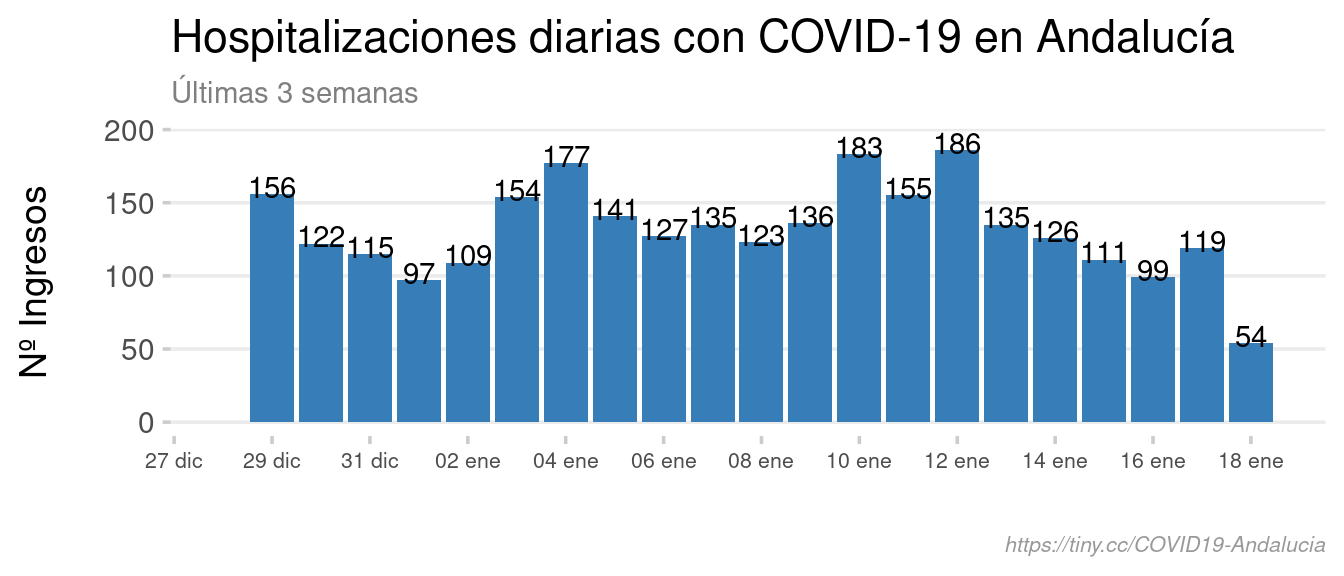 Hospitalizaciones diarias con COVID-19 en Andalucía
Últimas 3 semanas
Nº Ingresos
200
150
100
50
0
156
122
115
97
109
154
177
141
127
135
123
136
183
155
186
135
126
111
99
119
54
27 dic
29 dic
31 dic
02 ene
04 ene
06 ene
08 ene
10 ene
12 ene
14 ene
16 ene
18 ene
https://tiny.cc/COVID19-Andalucia